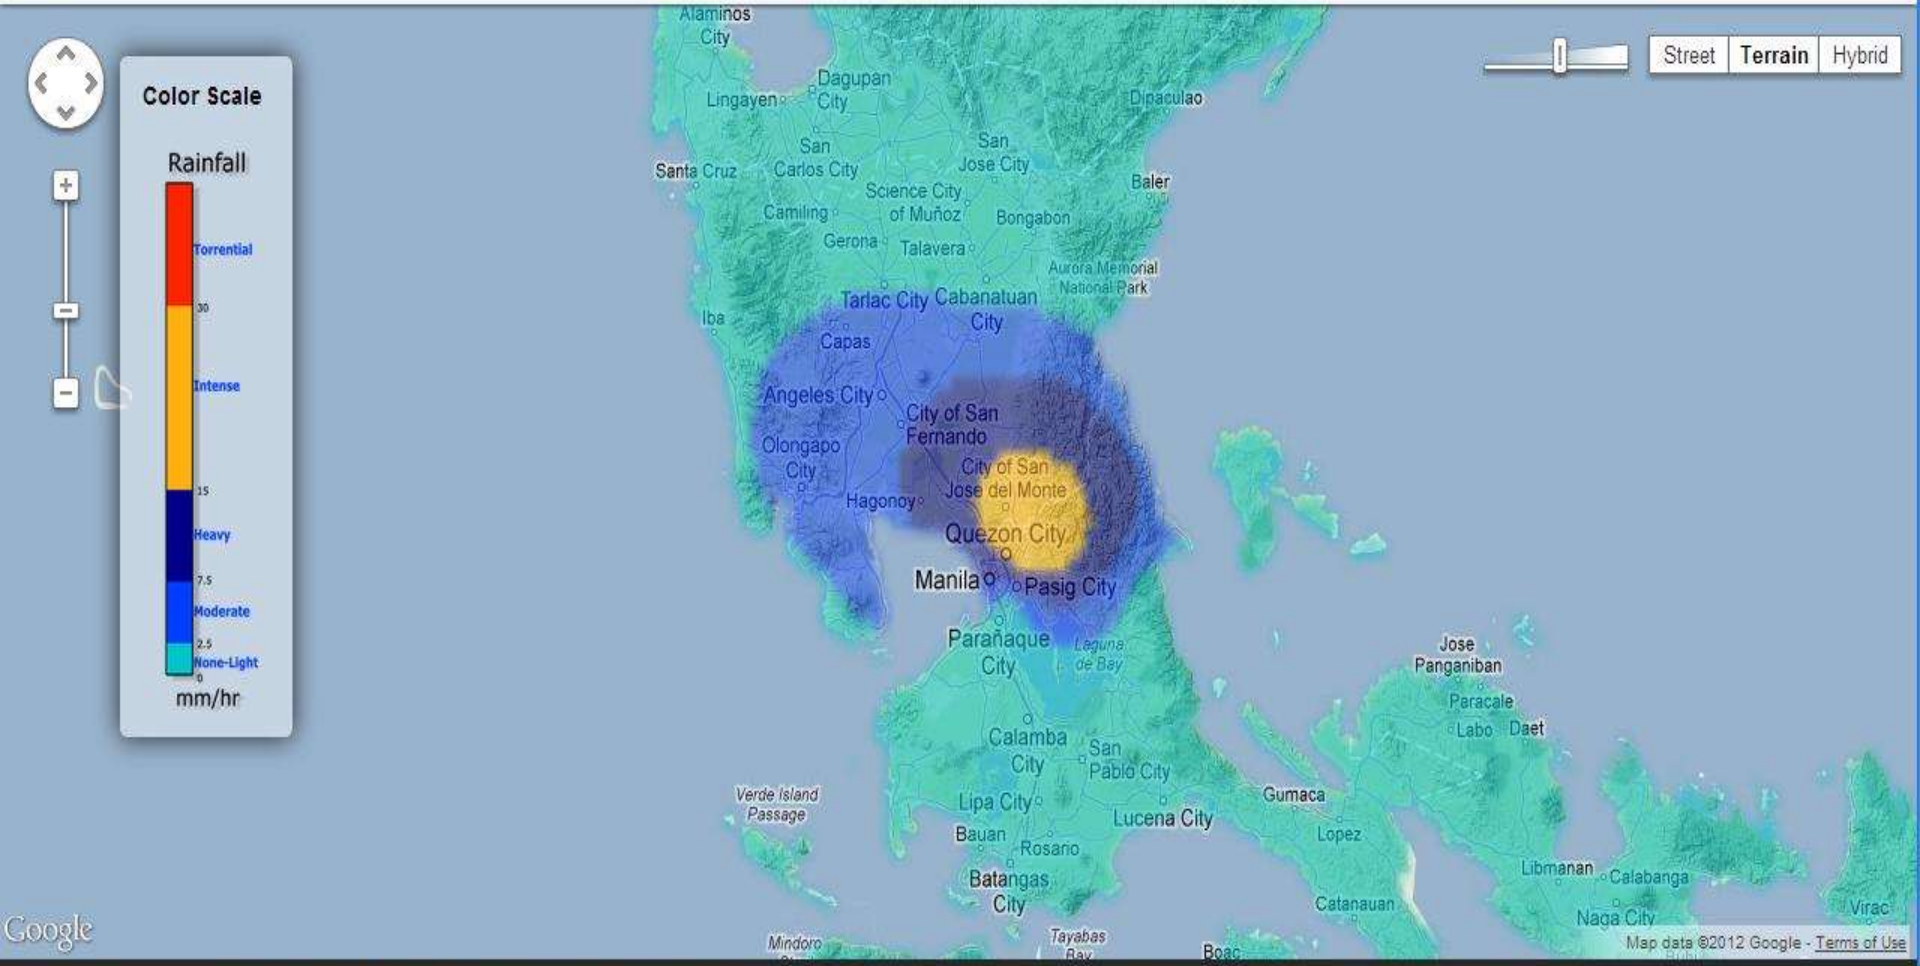 Alaminos
City
Street
Terrain
Hybrid
Color Scale
Rainfall
Torrential
30
Intense
15
Heavy
7.5
Moderate
2.5
None-Light
0
mm/hr
Dagupan
City
Lingayen
Dipaculao
San
Carlos City
San
Jose City
Santa Cruz
Baler
Science City
of Muñoz
Camiling
Bongabon
Gerona
Talavera
Aurora Memorial
National Park
Tarlac City
Cabanatuan
City
Iba
Capas
Angeles City
City of San
Fernando
Olongapo
City
City of San
Jose del Monte
Hagonoy
Quezon City
Manila
Pasig City
Parañaque
City
Laguna
de Bay
Jose
Panganiban
Paracale
Labo
Daet
Calamba
City
San
Pablo City
Verde Island
Passage
Lipa City
Gumaca
Lucena City
Lopez
Bauan
Rosario
Batangas
City
Libmanan
Calabanga
Catanauan
Naga City
Virac
Google
Mindoro
Tayabas
Bay
Boac
Map data ©2012 Google - Terms of Use